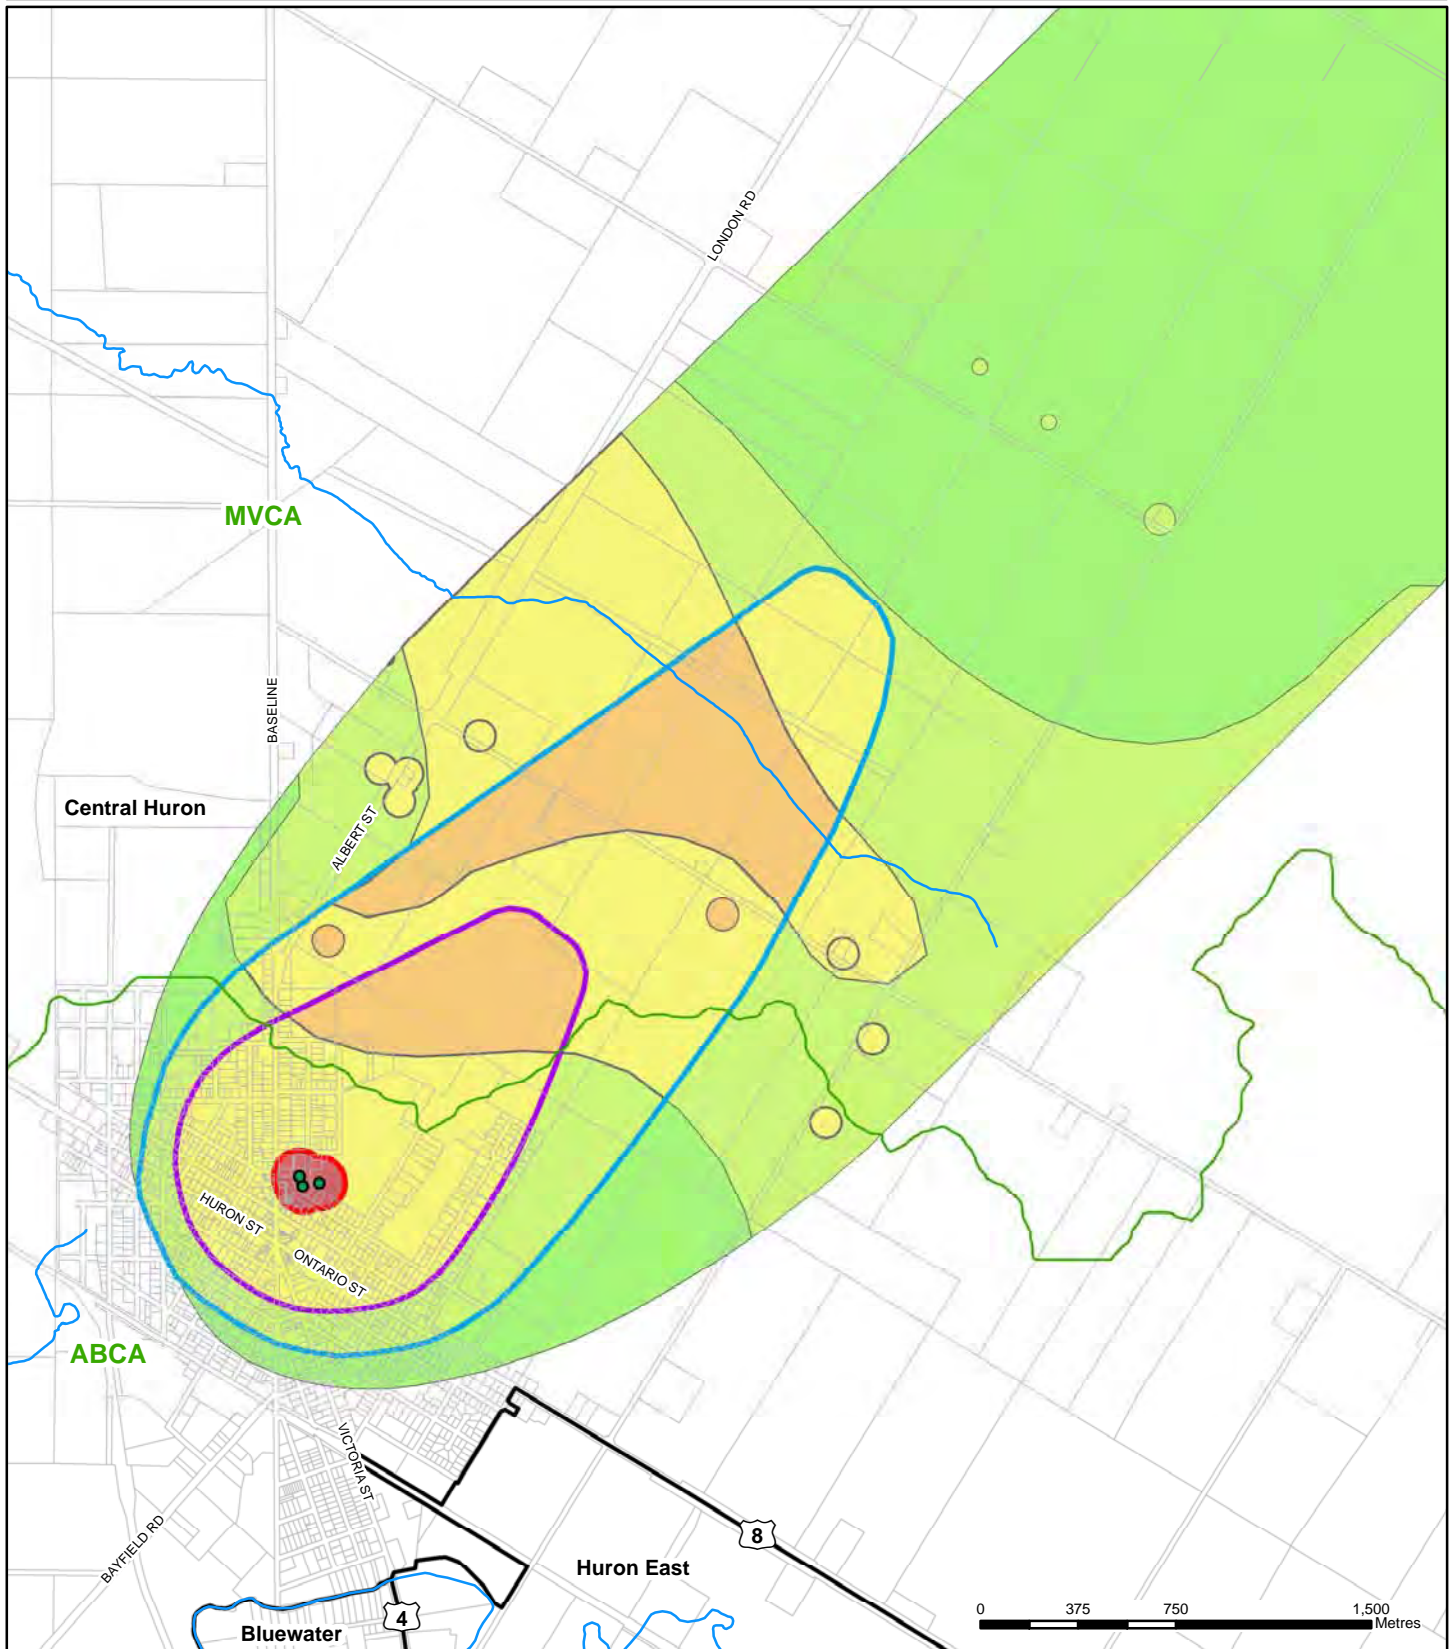 LONDON RD
MVCA
BASELINE
Central Huron
ALBERT ST
HURON ST
ONTARIO ST
ABCA
VICTORIA ST
BAYFIELD RD
8
Huron East
4
Bluewater
0 375 750 1,500
Metres